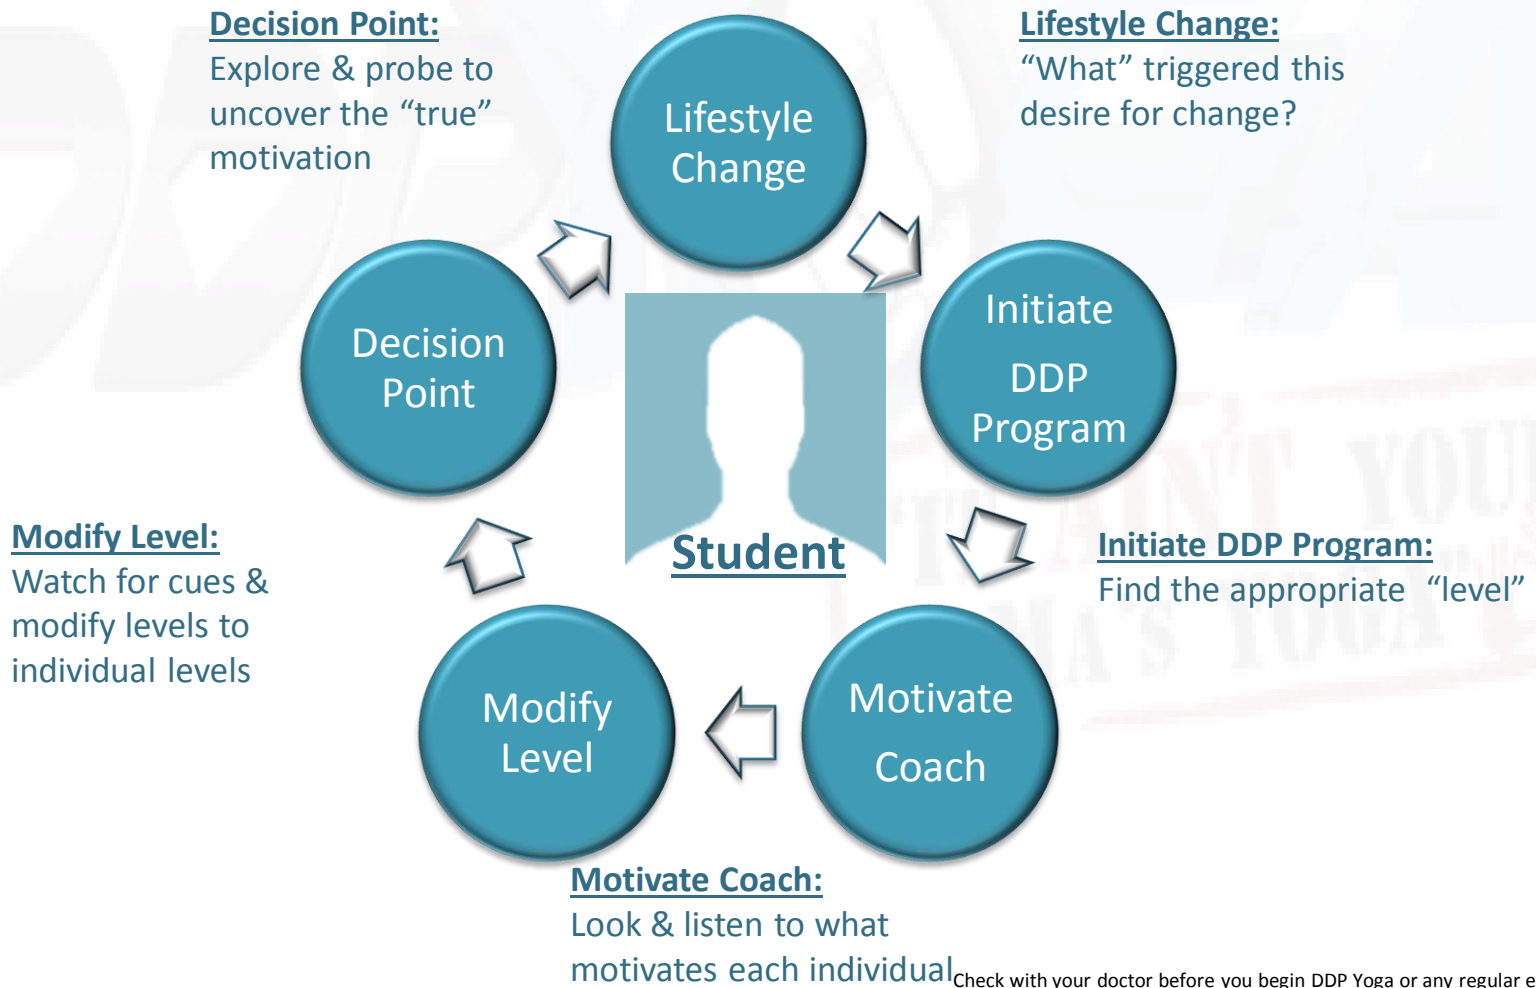 Decision Point:
Explore & probe to
uncover the “true”
motivation
Lifestyle Change:
“What” triggered this
desire for change?
Lifestyle
Change
Decision
Point
Initiate
DDP
Program
Student
Modify Level:
Watch for cues &
modify levels to
individual levels
Initiate DDP Program:
Find the appropriate “level”
Modify
Level
Motivate
Coach
Motivate Coach:
Look & listen to what
motivates each individual
Check with your doctor before you begin DDP Yoga or any regular e